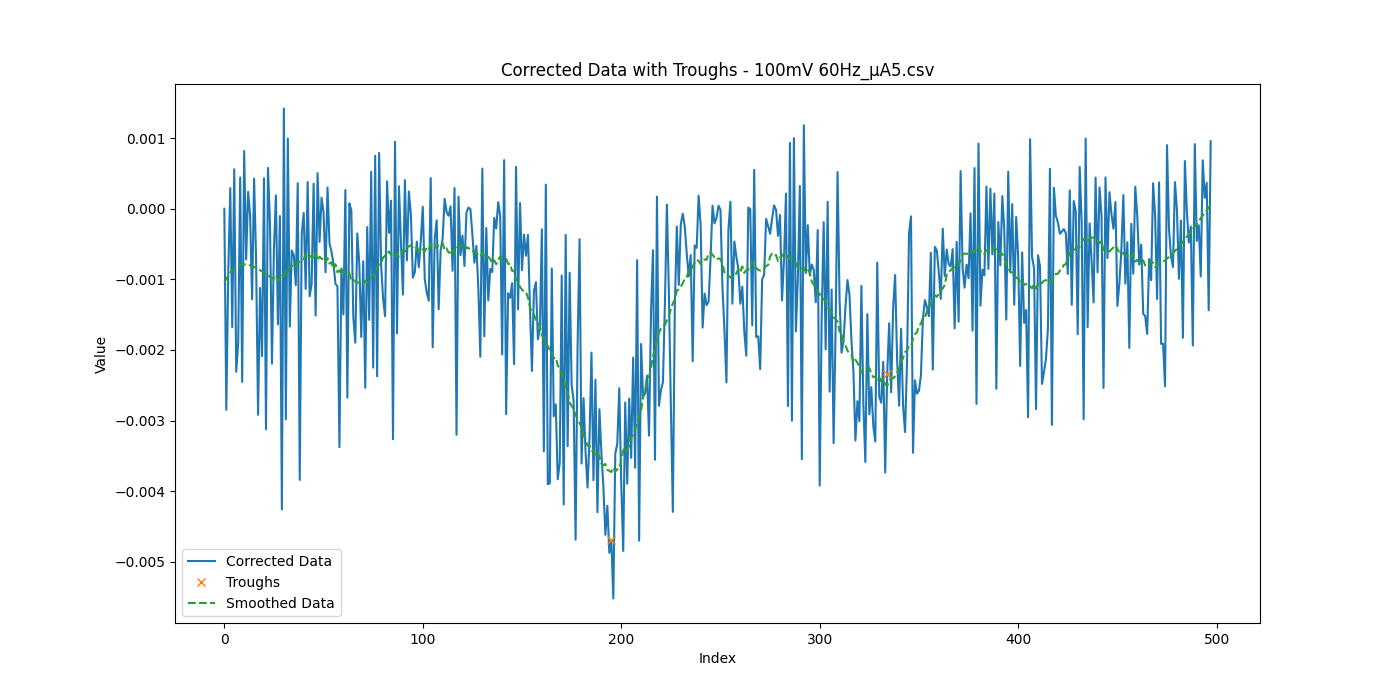 Corrected Data with Troughs - 100mV 60Hz_µA5.csv
0.001
0.000
−0.001
−0.002
−0.003
−0.004
−0.005
Value
Corrected Data
Troughs
Smoothed Data
0 100 200 300 400 500
Index